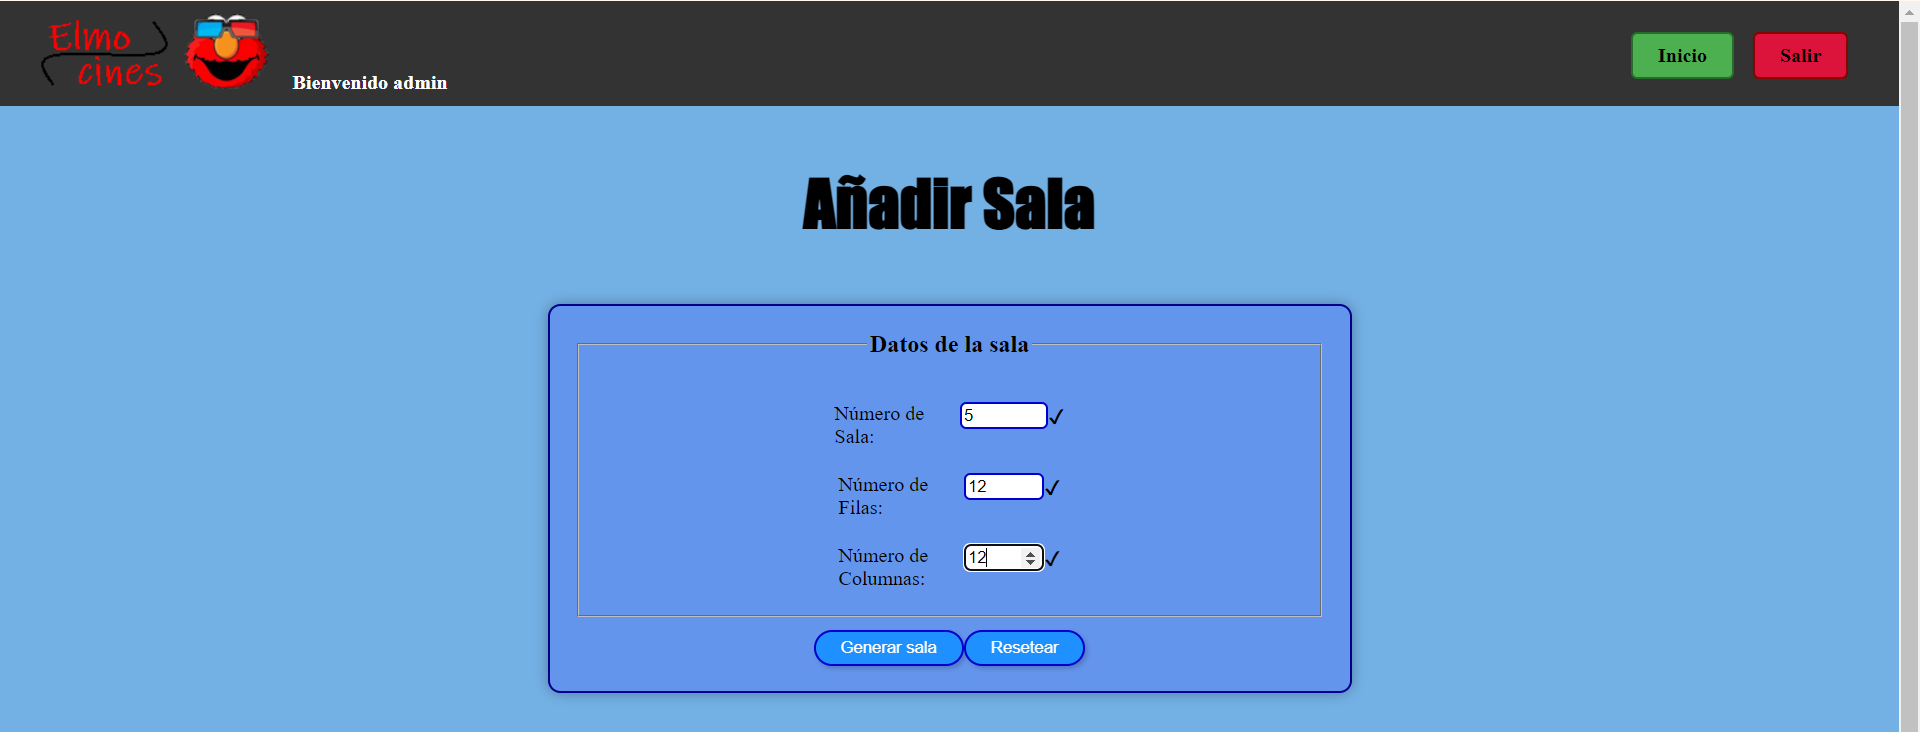 Elmo
cines
Bienvenido admin
Inicio
Salir
Añadir Sala
Datos de la sala
Número de
Sala:
5
Número de
Filas:
12
Número de
Columnas:
12
Generar sala
Resetear